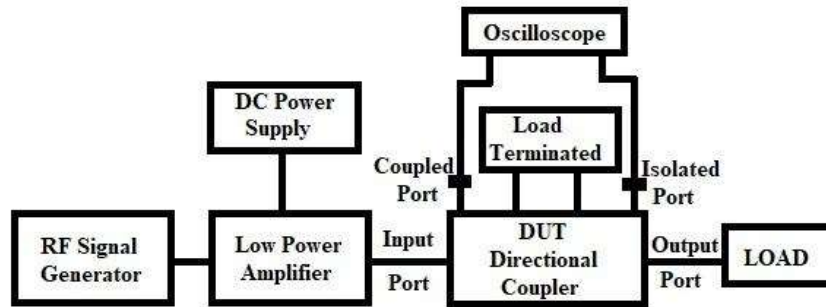 Oscilloscope
DC Power
Supply
Load
Terminated
Coupled
Port
Isolated
Port
RF Signal
Generator
Low Power
Amplifier
Input
Port
DUT
Directional
Coupler
Output
Port
LOAD